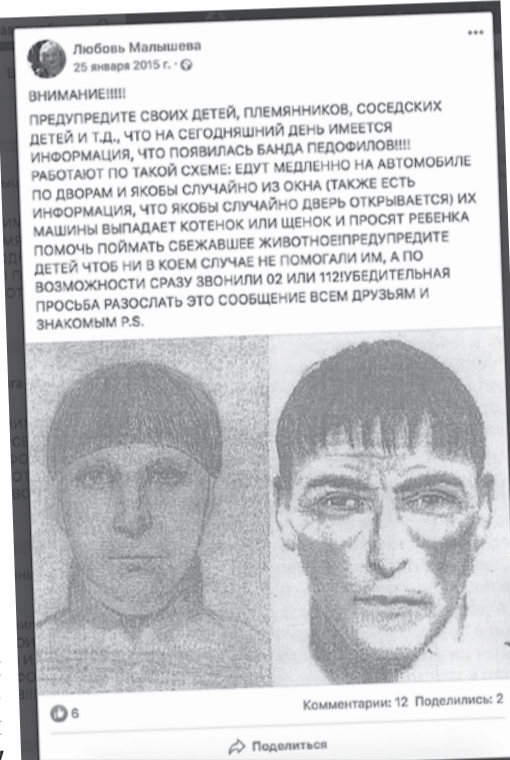 Любовь Малышева
25 января 2015 г. ·
ВНИМАНИЕ!!!!!
ПРЕДУПРЕДИТЕ СВОИХ ДЕТЕЙ, ПЛЕМЯННИКОВ, СОСЕДСКИХ
ДЕТЕЙ И Т.Д., ЧТО НА СЕГОДНЯШНИЙ ДЕНЬ ИМЕЕТСЯ
ИНФОРМАЦИЯ, ЧТО ПОЯВИЛАСЬ БАНДА ПЕДОФИЛОВ!!!!
РАБОТАЮТ ПО ТАКОЙ СХЕМЕ: ЕДУТ МЕДЛЕННО НА АВТОМОБИЛЕ
ПО ДВОРАМ И ЯКОБЫ СЛУЧАЙНО ИЗ ОКНА (ТАКЖЕ ЕСТЬ
ИНФОРМАЦИЯ, ЧТО ЯКОБЫ СЛУЧАЙНО ДВЕРЬ ОТКРЫВАЕТСЯ) ИХ
МАШИНЫ ВЫПАДАЕТ КОТЕНОК ИЛИ ЩЕНОК И ПРОСЯТ РЕБЕНКА
ПОМОЧЬ ПОЙМАТЬ СБЕЖАВШЕЕ ЖИВОТНОЕ!ПРЕДУПРЕДИТЕ
ДЕТЕЙ ЧТОБ НИ В КОЕМ СЛУЧАЕ НЕ ПОМОГАЛИ ИМ, А ПО
ВОЗМОЖНОСТИ СРАЗУ ЗВОНИЛИ 02 ИЛИ 112!УБЕДИТЕЛЬНАЯ
ПРОСЬБА РАЗОСЛАТЬ ЭТО СООБЩЕНИЕ ВСЕМ ДРУЗЬЯМ И
ЗНАКОМЫМ P.S.
6
Комментарии: 12 Поделились: 2
Поделиться